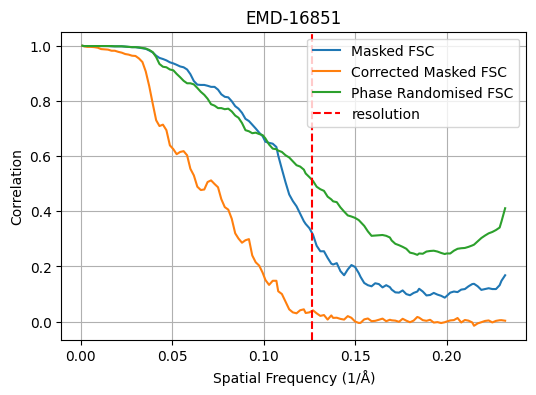 EMD-16851
Masked FSC
Corrected Masked FSC
Phase Randomised FSC
resolution
Correlation
1.0
0.8
0.6
0.4
0.2
0.0
0.00 0.05 0.10 0.15 0.20
Spatial Frequency (1/Å)